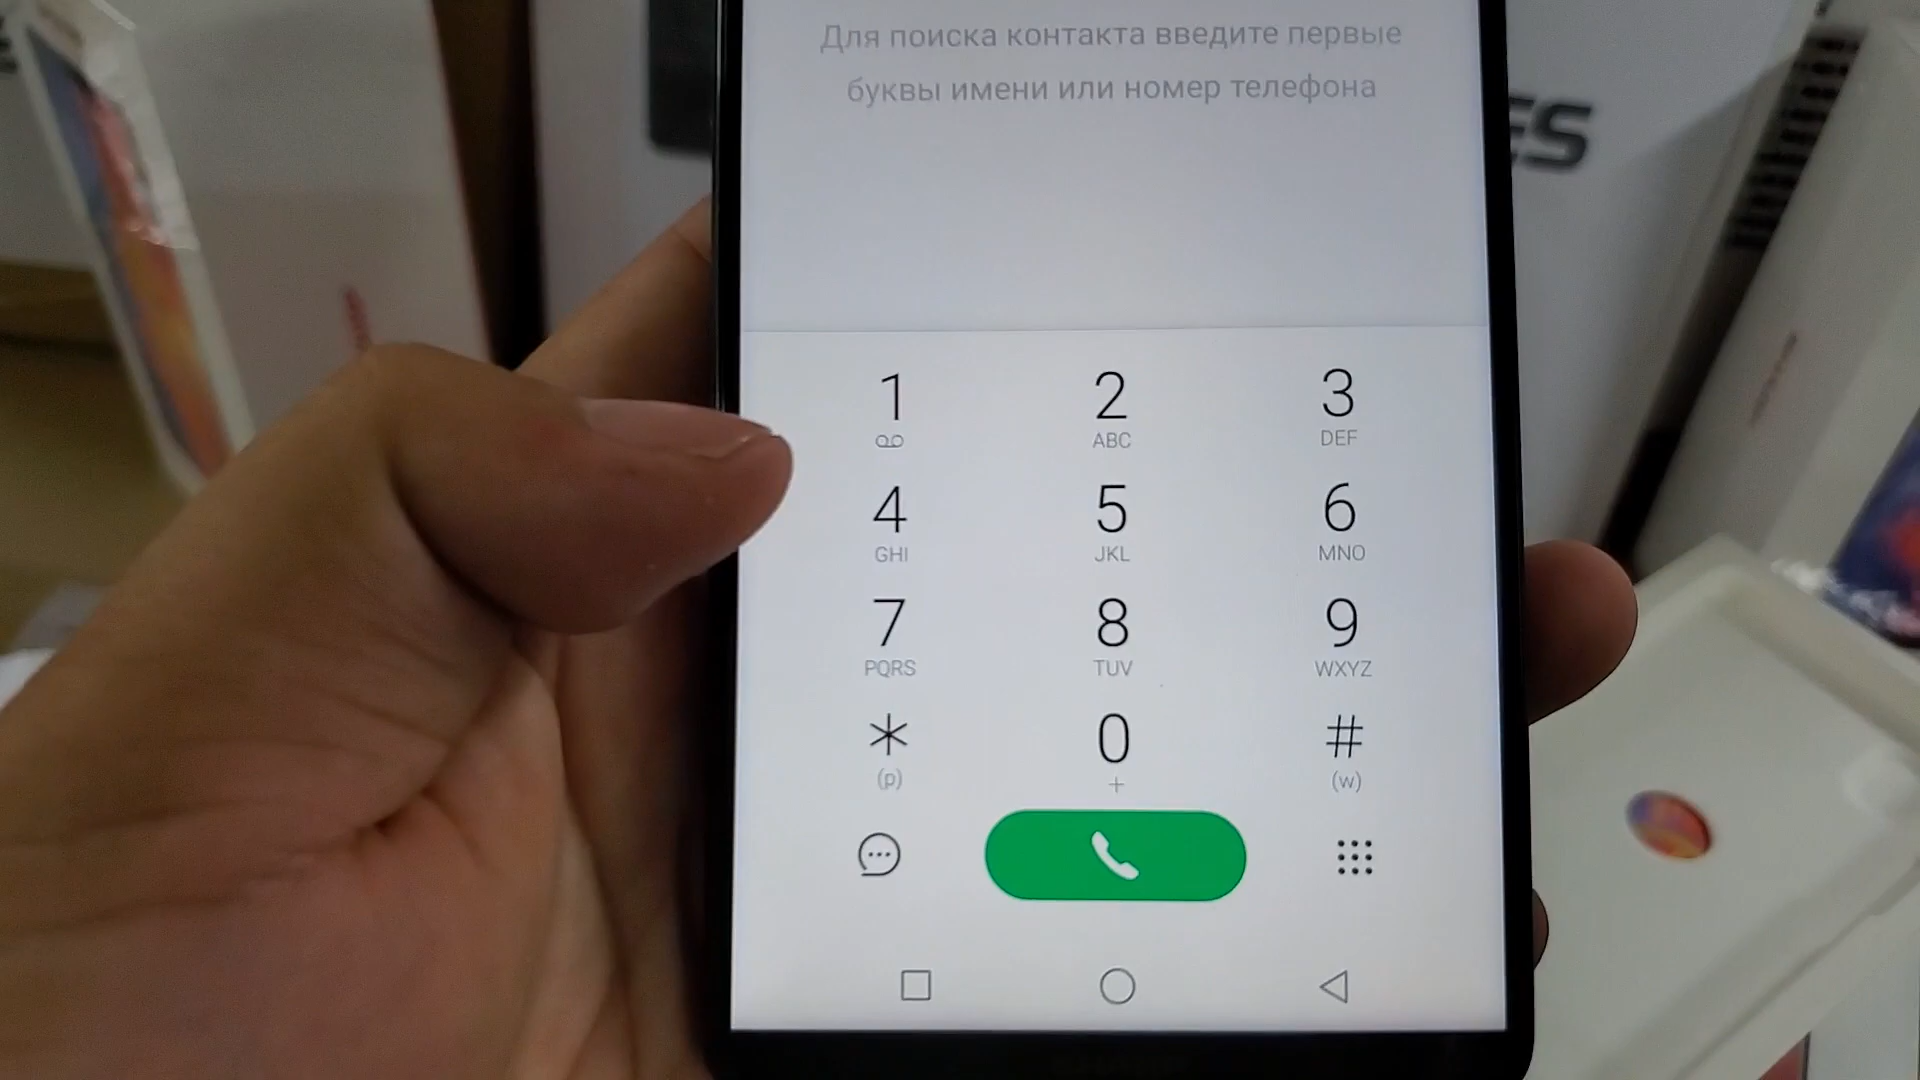 Для поиска контакта введите первые
буквы имени или номер телефона
ES
1 2 3
ABC DEF
4 5 6
GHI JKL MNO
7 8 9
PQRS TUV WXYZ
* 0 #
(p) + (w)